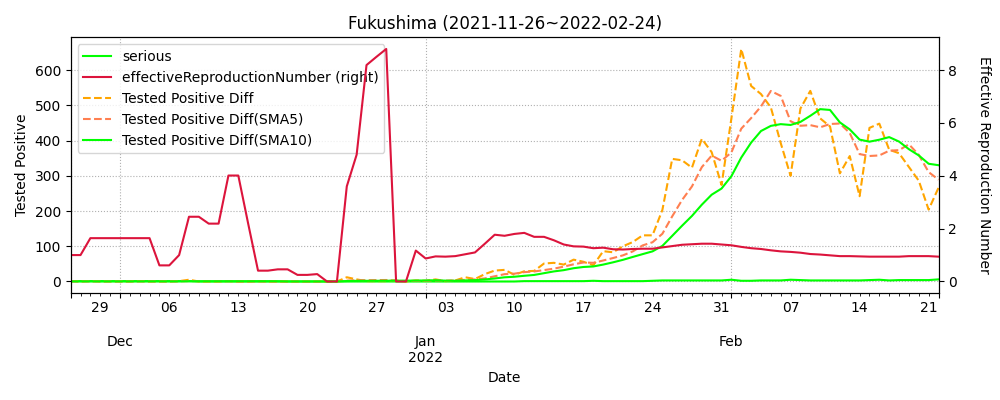 Fukushima (2021-11-26~2022-02-24)
serious
effectiveReproductionNumber (right)
Tested Positive Diff
Tested Positive Diff(SMA5)
Tested Positive Diff(SMA10)
Tested Positive
600
500
400
300
200
100
0
8
6
4
2
0
Effective Reproduction Number
29 06 13 20 27 03 10 17 24 31 07 14 21
Dec Jan Feb
2022
Date